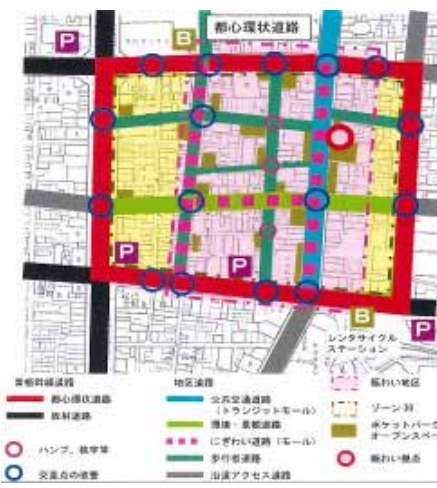 都心環状道路
P
B
P
P
B
P
レンタサイクル
ステーション
業務幹線道路
都心環状道路
放射道路
ハンプ、狭窄等
交差点の改善
地区道路
公共交通道路
(トランジットモール)
環境・景観道路
にぎわい道路(モール)
歩行者道路
沿道アクセス道路
賑わい地区
ゾーン30
ポケットパーク
オープンスペース
賑わい拠点